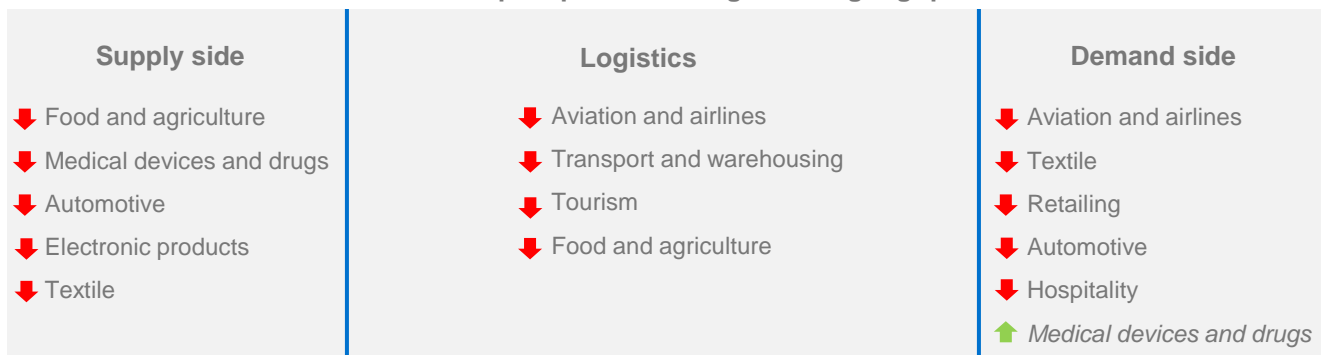 Supply side
Food and agriculture
Medical devices and drugs
Automotive
Electronic products
Textile
Logistics
Aviation and airlines
Transport and warehousing
Tourism
Food and agriculture
Demand side
Aviation and airlines
Textile
Retailing
Automotive
Hospitality
Medical devices and drugs